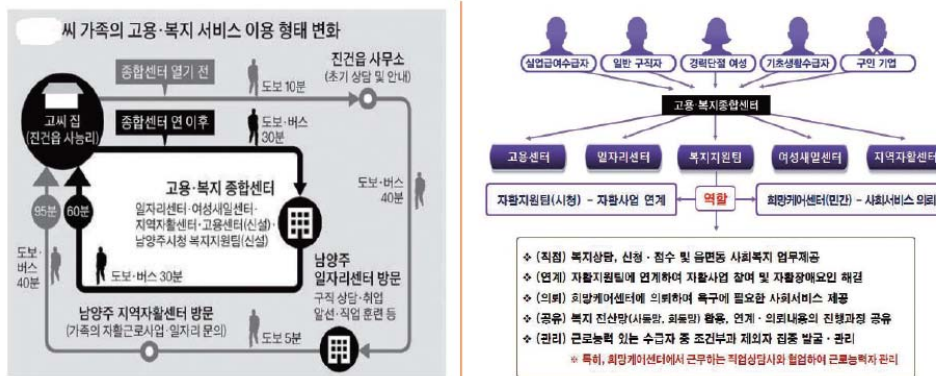 씨 가족의 고용·복지 서비스 이용 형태 변화
종합센터 열기 전
도보 10분
진건읍 사무소
(초기 상담 및 안내)
고씨 집
(진건읍 사능리)
종합센터 연 이후
도보·버스
30분
도보·버스
40분
고용·복지 종합센터
일자리센터·여성새일센터·
지역자활센터·고용센터(신설)·
남양주시청 복지지원팀(신설)
95분
60분
도보·
버스
40분
도보·버스 30분
남양주
일자리센터 방문
구직 상담·취업
알선·직업 훈련 등
남양주 지역자활센터 방문
(가족의 자활근로사업·일자리 문의)
도보 5분
실업급여수급자
일반 구직자
경력단절 여성
기초생활수급자
구인 기업
고용·복지종합센터
고용센터
일자리센터
복지지원팀
여성새일센터
지역자활센터
자활지원팀(시청) - 자활사업 연계
역할
희망케어센터(민간) - 사회서비스 의뢰
❖ (직접) 복지상담, 신청·접수 및 읍면동 사회복지 업무제공
❖ (연계) 자활지원팀에 연계하여 자활사업 참여 및 자활장애요인 해결
❖ (의뢰) 희망케어센터에 의뢰하여 욕구에 필요한 사회서비스 제공
❖ (공유) 복지 전산망(사통망, 희통망) 활용, 연계·의뢰내용의 진행과정 공유
❖ (관리) 근로능력 있는 수급자 중 조건부과 제외자 집중 발굴·관리
※ 특히, 희망케어센터에서 근무하는 직업상담사와 협업하여 근로능력자 관리